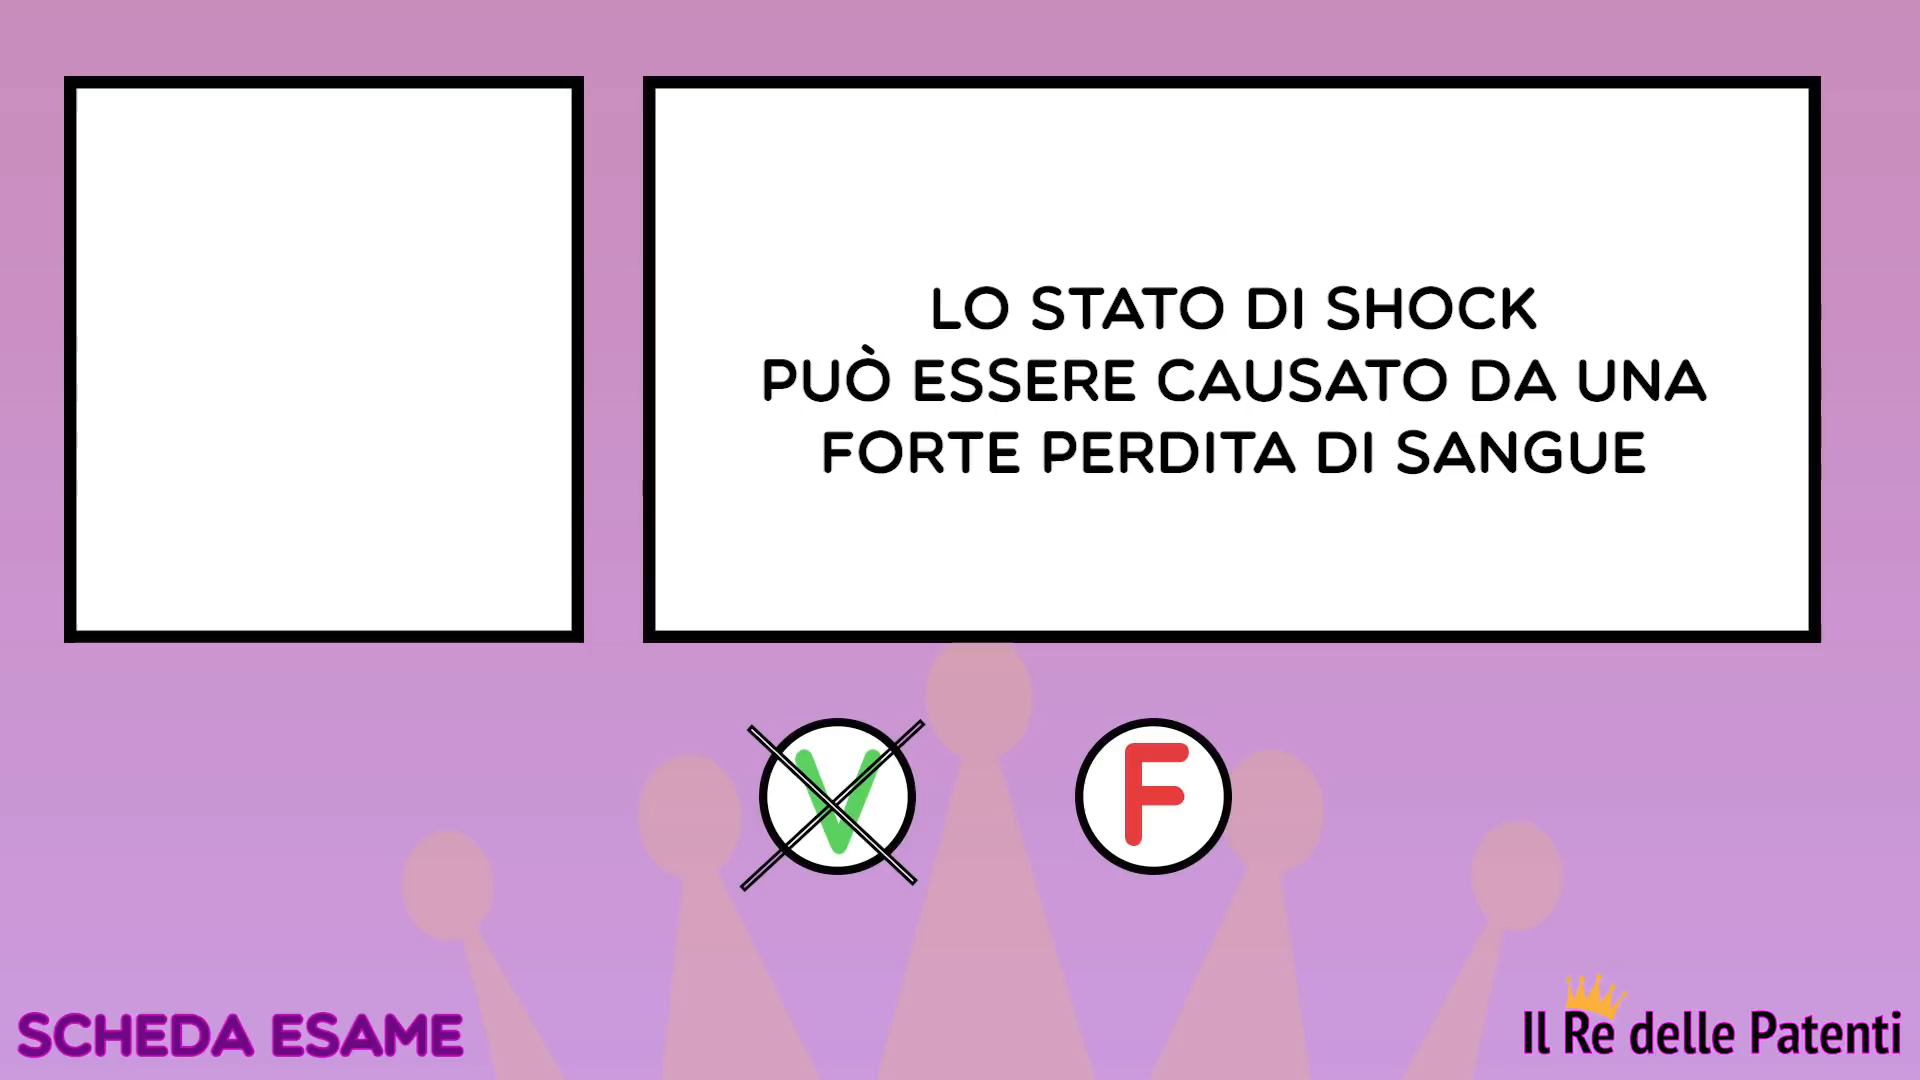 LO STATO DI SHOCK
PUÒ ESSERE CAUSATO DA UNA
FORTE PERDITA DI SANGUE
V
F
SCHEDA ESAME
Il Re delle Patenti